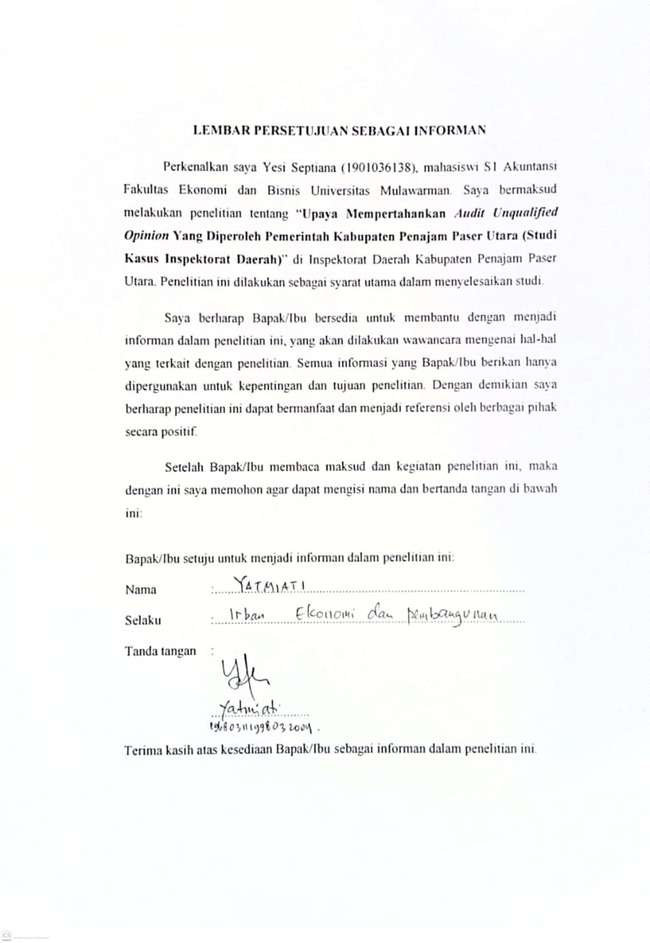 LEMBAR PERSETUJUAN SEBAGAI INFORMAN
Perkenalkan saya Yesi Septiana (1901036138), mahasiswi S1 Akuntansi
Fakultas Ekonomi dan Bisnis Universitas Mulawarman. Saya bermaksud
melakukan penelitian tentang “Upaya Mempertahankan Audit Unqualified
Opinion Yang Diperoleh Pemerintah Kabupaten Penajam Paser Utara (Studi
Kasus Inspektorat Daerah)” di Inspektorat Daerah Kabupaten Penajam Paser
Utara. Penelitian ini dilakukan sebagai syarat utama dalam menyelesaikan studi.
Saya berharap Bapak/Ibu bersedia untuk membantu dengan menjadi
informan dalam penelitian ini, yang akan dilakukan wawancara mengenai hal-hal
yang terkait dengan penelitian. Semua informasi yang Bapak/Ibu berikan hanya
dipergunakan untuk kepentingan dan tujuan penelitian. Dengan demikian saya
berharap penelitian ini dapat bermanfaat dan menjadi referensi oleh berbagai pihak
secara positif.
Setelah Bapak/Ibu membaca maksud dan kegiatan penelitian ini, maka
dengan ini saya memohon agar dapat mengisi nama dan bertanda tangan di bawah
ini:
Bapak/Ibu setuju untuk menjadi informan dalam penelitian ini:
Nama : YATMIATI
Selaku : Irban Ekonomi dan pembangunan
Tanda tangan :
Yatmiati
Terima kasih atas kesediaan Bapak/Ibu sebagai informan dalam penelitian ini.